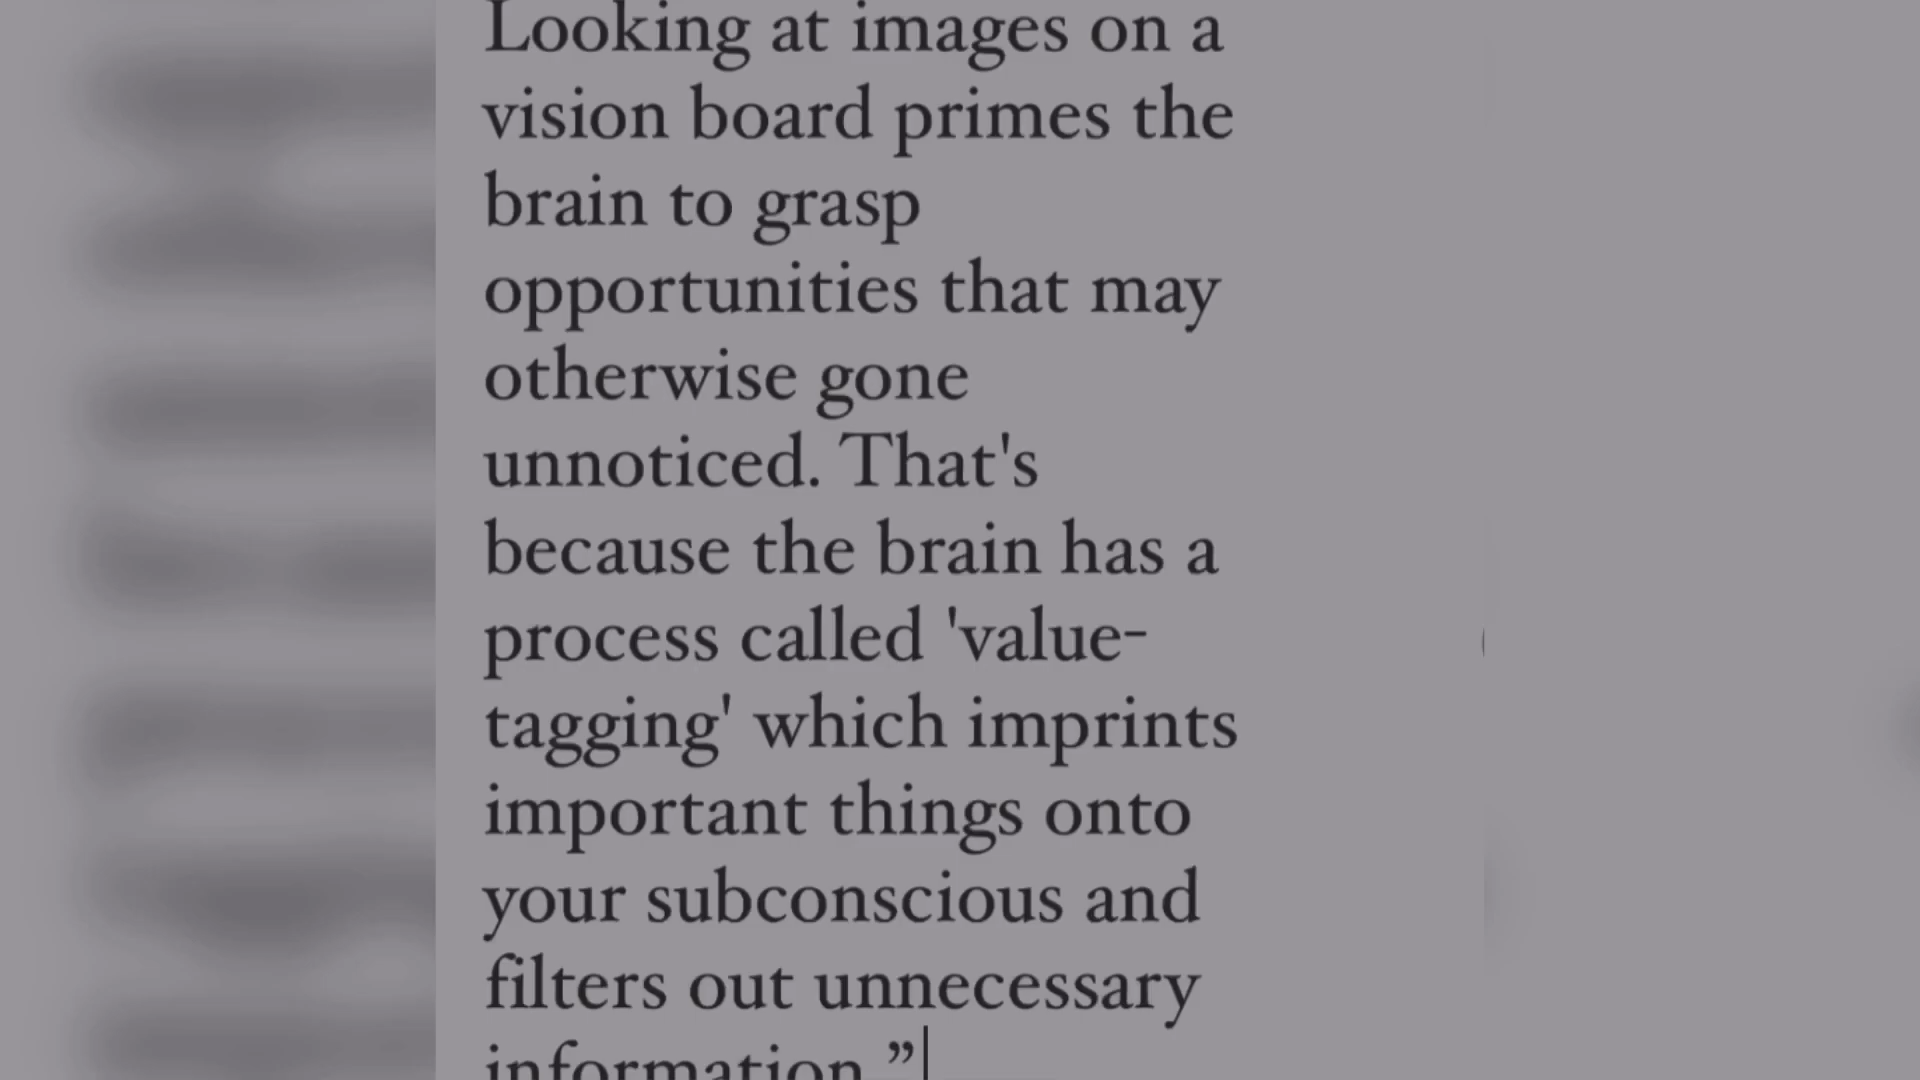 Looking at images on a
vision board primes the
brain to grasp
opportunities that may
otherwise gone
unnoticed. That's
because the brain has a
process called 'value-
tagging' which imprints
important things onto
your subconscious and
filters out unnecessary
information.”